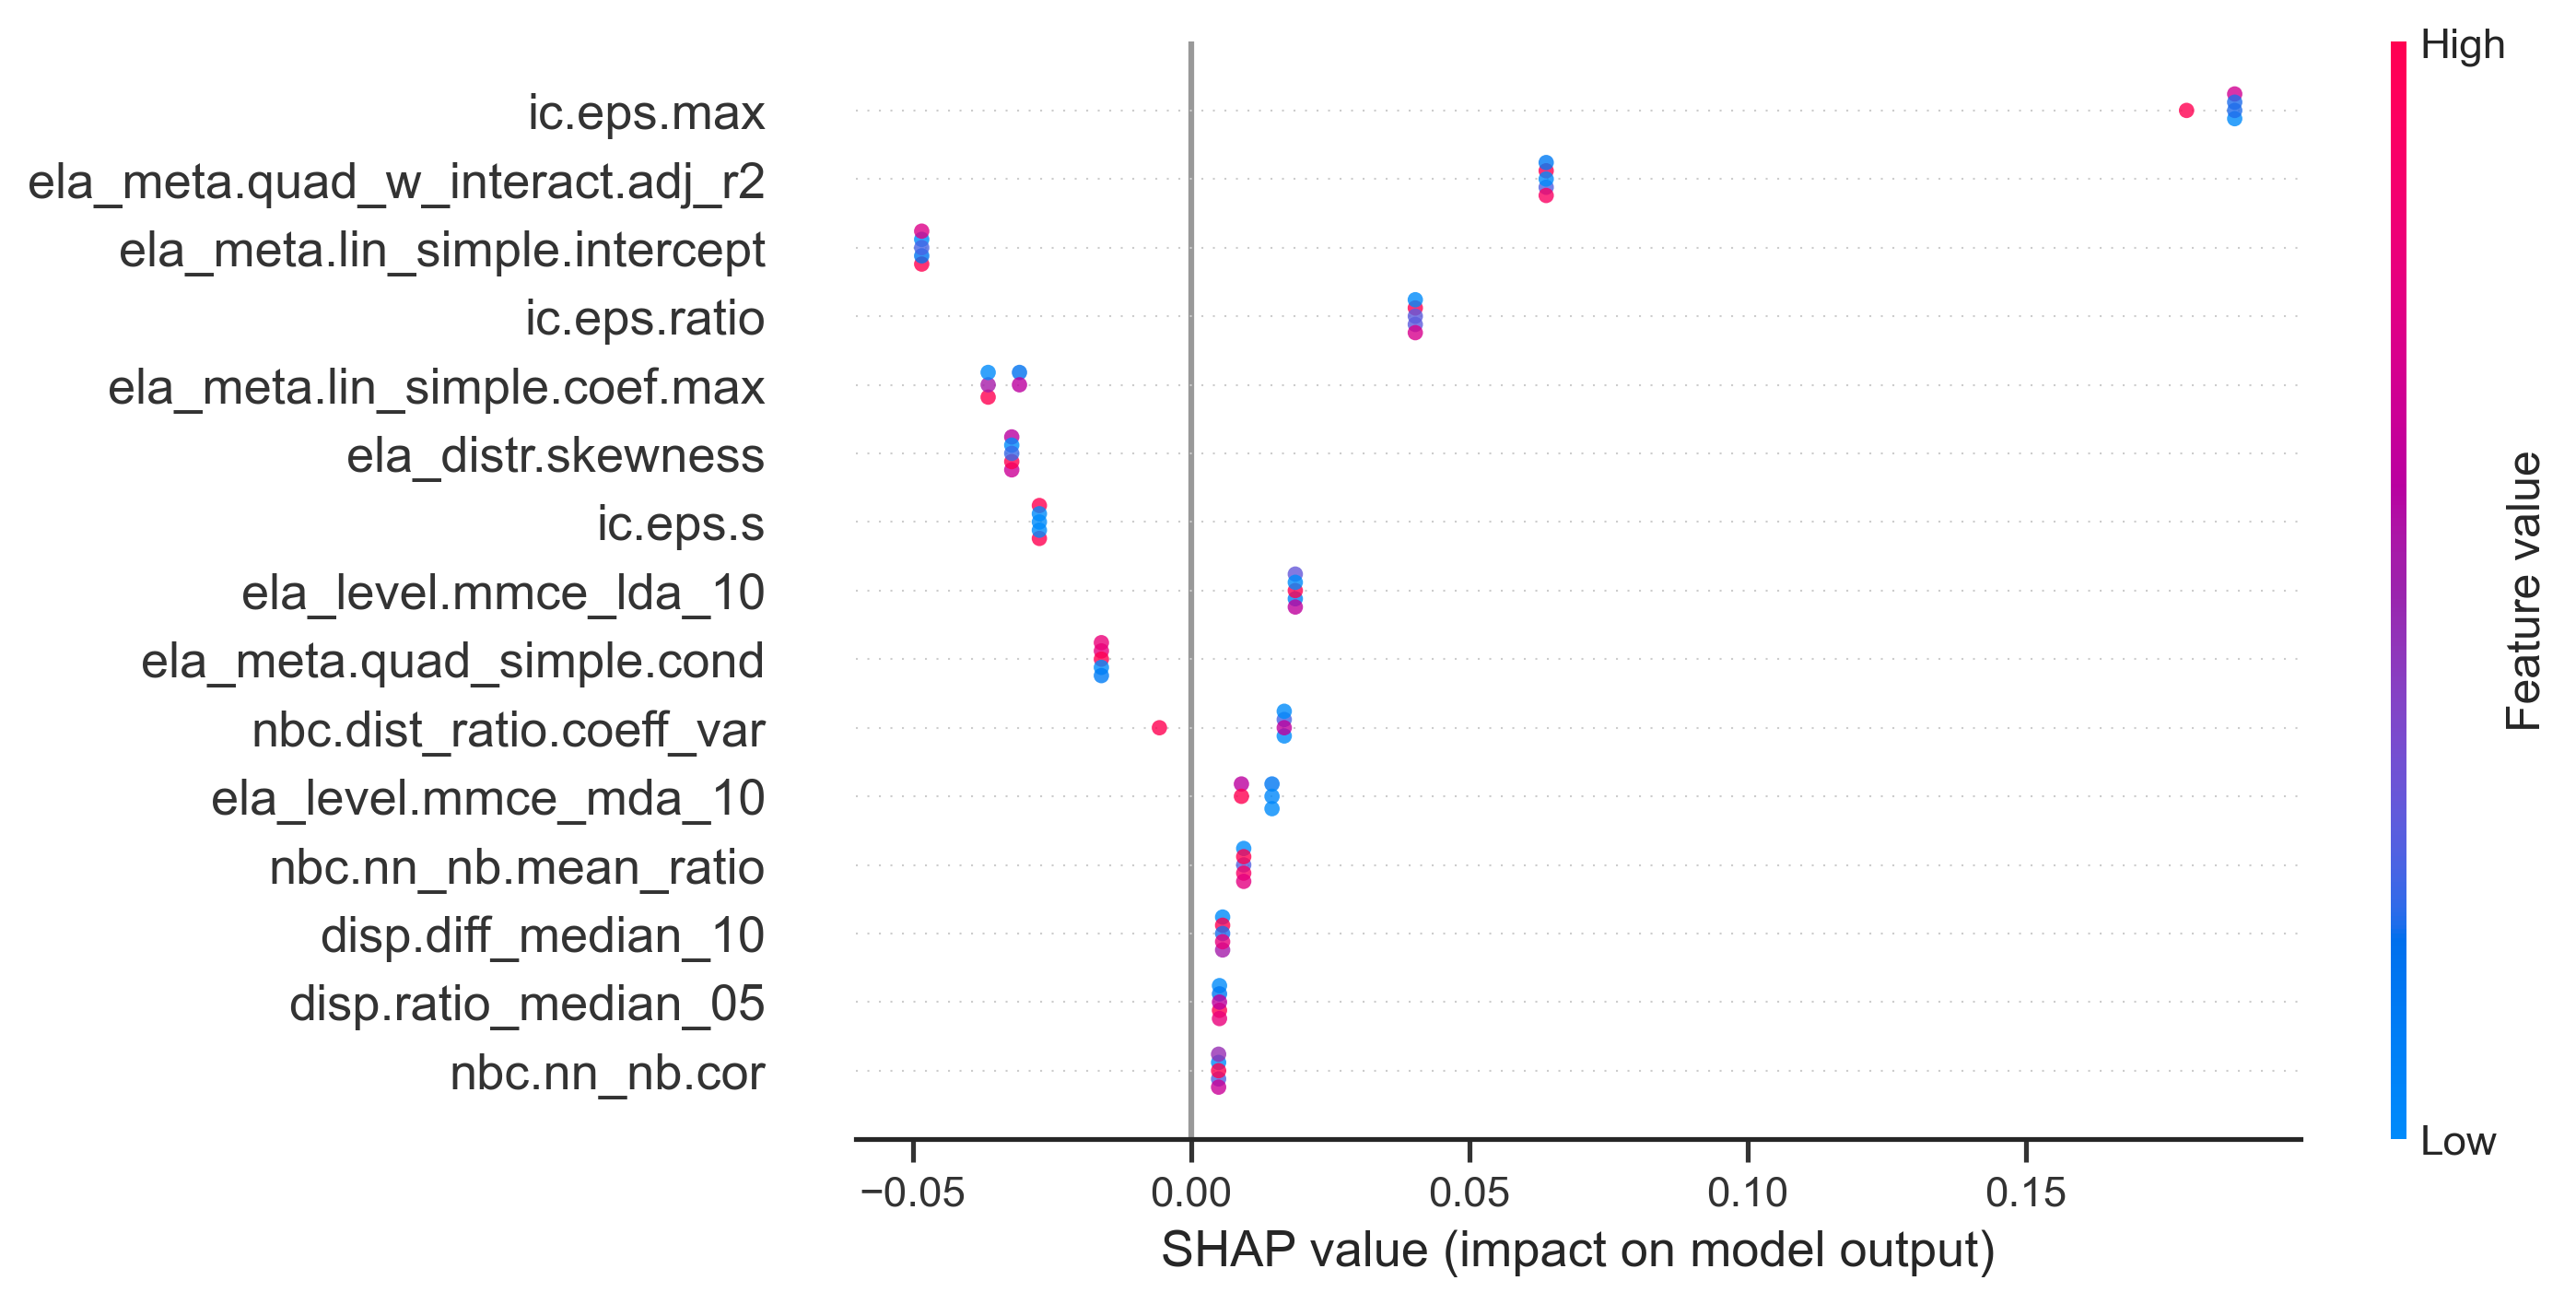 High
ic.eps.max
ela_meta.quad_w_interact.adj_r2
ela_meta.lin_simple.intercept
ic.eps.ratio
ela_meta.lin_simple.coef.max
ela_distr.skewness
ic.eps.s
ela_level.mmce_lda_10
ela_meta.quad_simple.cond
nbc.dist_ratio.coeff_var
ela_level.mmce_mda_10
nbc.nn_nb.mean_ratio
disp.diff_median_10
disp.ratio_median_05
nbc.nn_nb.cor
Feature value
Low
−0.05 0.00 0.05 0.10 0.15
SHAP value (impact on model output)